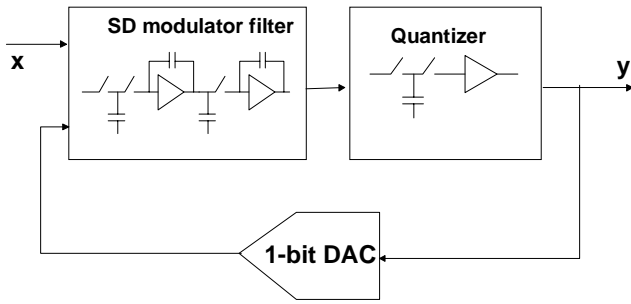 SD modulator filter
Quantizer
x
y
1-bit DAC